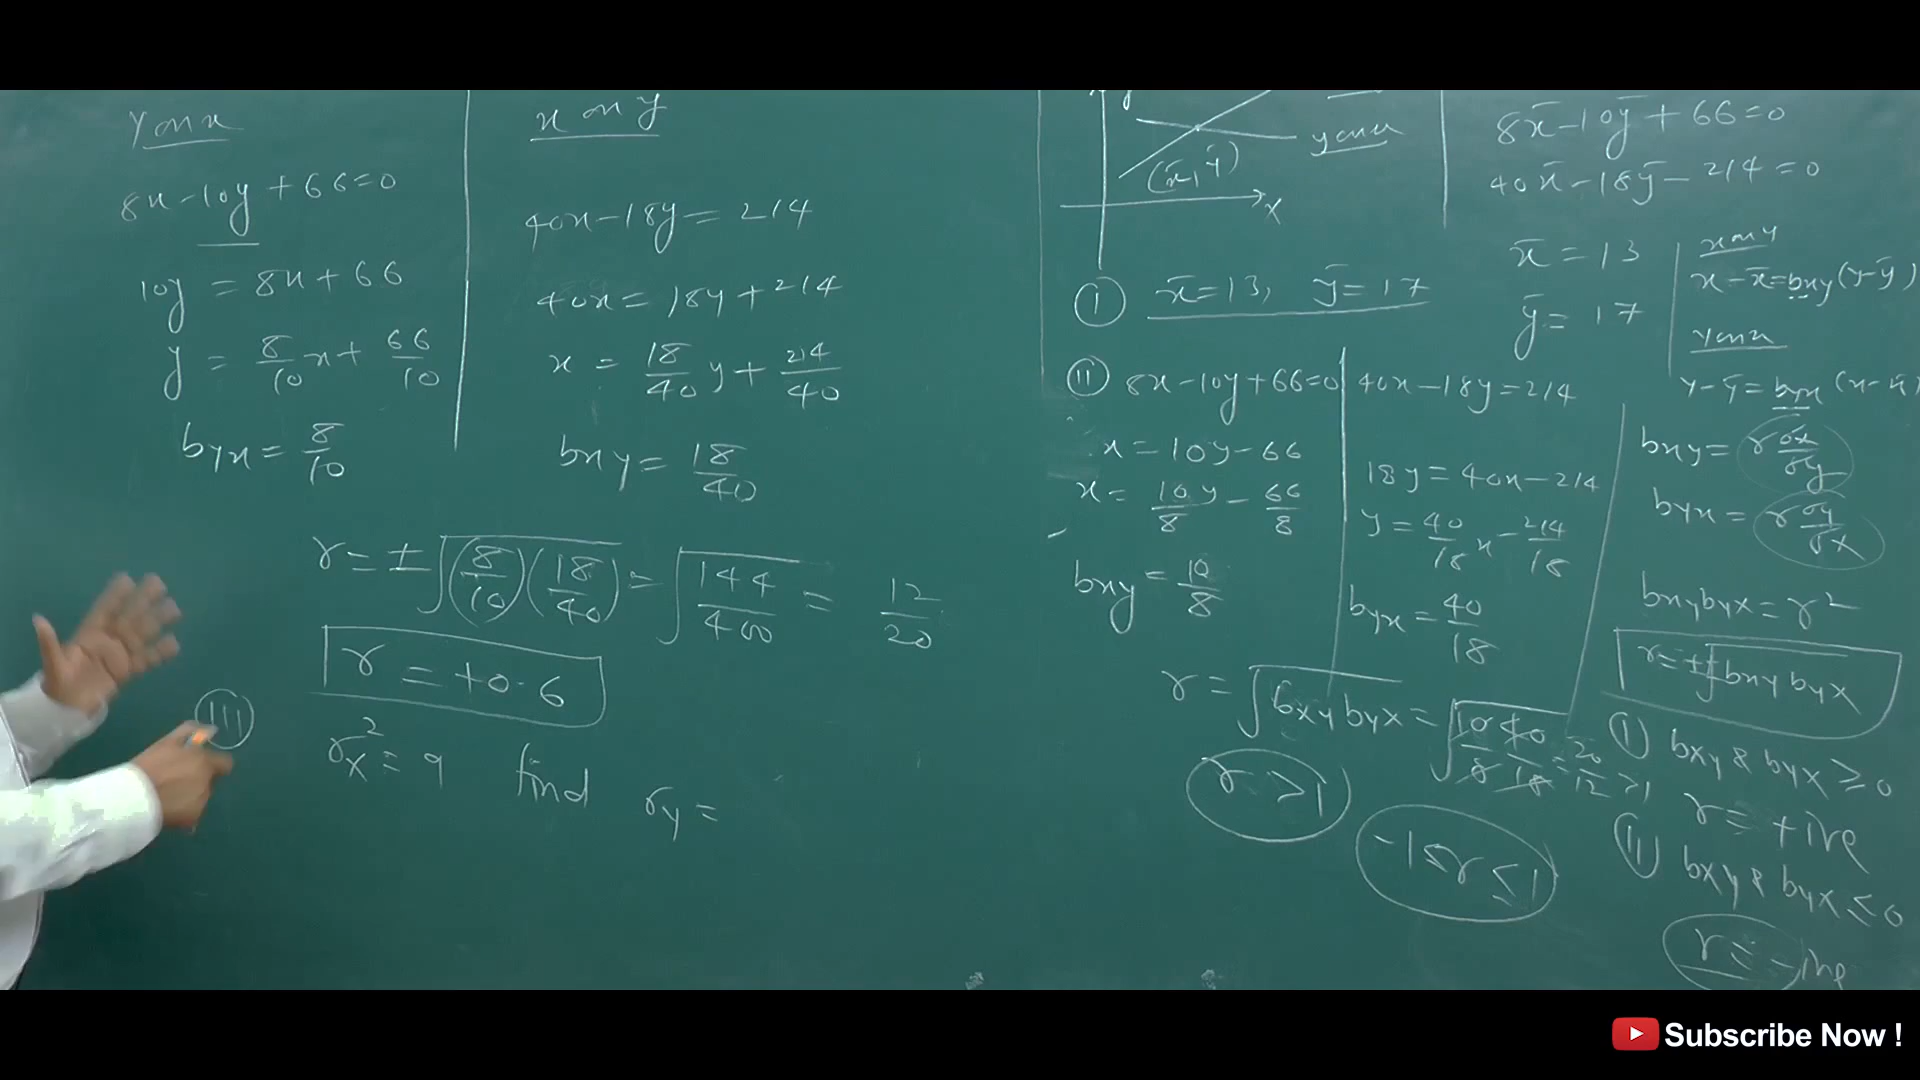 y on x
8x-10y+66=0
10y = 8x+66
y = 8/10 x + 66/10
byx = 8/10
x on y
40x-18y=214
40x=18y+214
x = 18/40 y + 214/40
bxy = 18/40
r = ±√(8/10)(18/40) = √144/400 = 12/20
r = +0.6
III
σx² = 9 find σy =
y
y on x
(x̄, ȳ)
x
8x̄-10ȳ+66=0
40x̄-18ȳ-214=0
x̄ = 13
ȳ = 17
I x̄=13, ȳ=17
x on y
x-x̄=bxy(y-ȳ)
y on x
y-ȳ=byx(x-x̄)
II 8x-10y+66=0
x = 10y-66
x = 10/8 y - 66/8
bxy = 10/8
40x-18y=214
18y=40x-214
y = 40/18 x - 214/18
byx = 40/18
r = √bxy byx = √10/8 40/18 = 20/12 >1
r >1
-1≤r≤1
bxy = r σx/σy
byx = r σy/σx
bxy byx = r²
r=±√bxy byx
I bxy & byx ≥0
r = +ive
II bxy & byx ≤0
r = -ive
Subscribe Now !